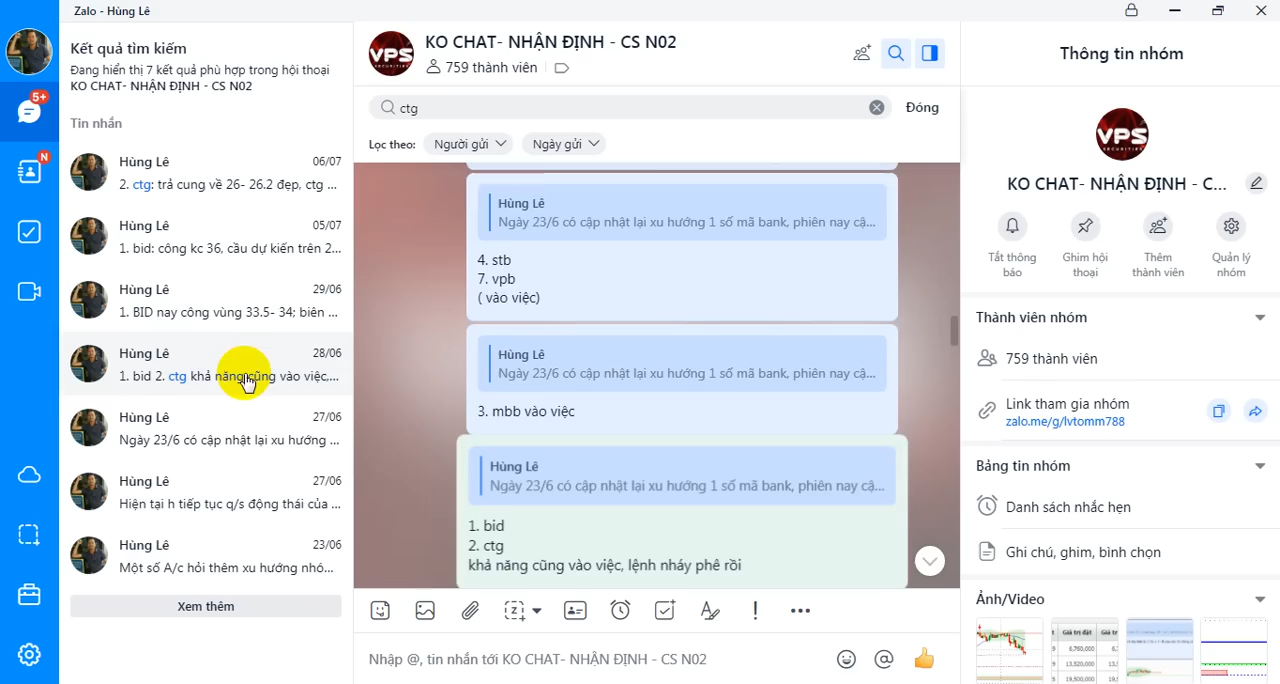 Zalo - Hùng Lê
5+
N
Kết quả tìm kiếm
Đang hiển thị 7 kết quả phù hợp trong hội thoại
KO CHAT- NHẬN ĐỊNH - CS N02
Tin nhắn
Hùng Lê 06/07
2. ctg: trả cung về 26- 26.2 đẹp, ctg ...
Hùng Lê 05/07
1. bid: công kc 36, cầu dự kiến trên 2...
Hùng Lê 29/06
1. BID nay công vùng 33.5- 34; biên ...
Hùng Lê 28/06
1. bid 2. ctg khả năng cũng vào việc,...
Hùng Lê 27/06
Ngày 23/6 có cập nhật lại xu hướng ...
Hùng Lê 27/06
Hiện tại h tiếp tục q/s động thái của ...
Hùng Lê 23/06
Một số A/c hỏi thêm xu hướng nhó...
Xem thêm
VPS
SECURITIES
KO CHAT- NHẬN ĐỊNH - CS N02
759 thành viên
ctg
Đóng
Lọc theo: Người gửi Ngày gửi
Hùng Lê
Ngày 23/6 có cập nhật lại xu hướng 1 số mã bank, phiên nay cậ...
4. stb
7. vpb
( vào việc)
Hùng Lê
Ngày 23/6 có cập nhật lại xu hướng 1 số mã bank, phiên nay cậ...
3. mbb vào việc
Hùng Lê
Ngày 23/6 có cập nhật lại xu hướng 1 số mã bank, phiên nay cậ...
1. bid
2. ctg
khả năng cũng vào việc, lệnh nháy phê rồi
Nhập @, tin nhắn tới KO CHAT- NHẬN ĐỊNH - CS N02
Thông tin nhóm
VPS
SECURITIES
KO CHAT- NHẬN ĐỊNH - C...
Tắt thông báo
Ghim hội thoại
Thêm thành viên
Quản lý nhóm
Thành viên nhóm
759 thành viên
Link tham gia nhóm
zalo.me/g/lvtomm788
Bảng tin nhóm
Danh sách nhắc hẹn
Ghi chú, ghim, bình chọn
Ảnh/Video
Giá trị đặt